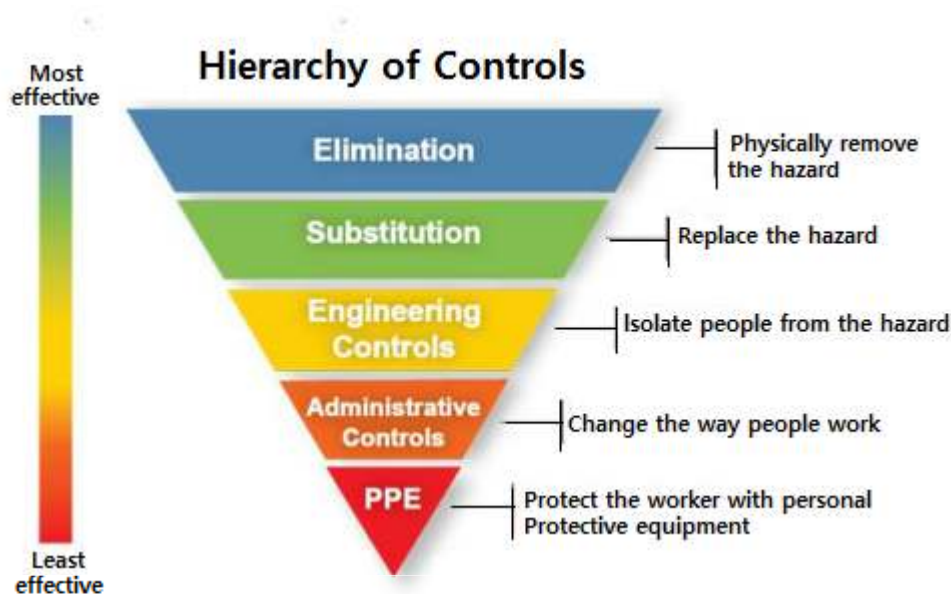 Hierarchy of Controls
Most
effective
Elimination
Physically remove
the hazard
Substitution
Replace the hazard
Engineering
Controls
Isolate people from the hazard
Administrative
Controls
Change the way people work
PPE
Protect the worker with personal
Protective equipment
Least
effective